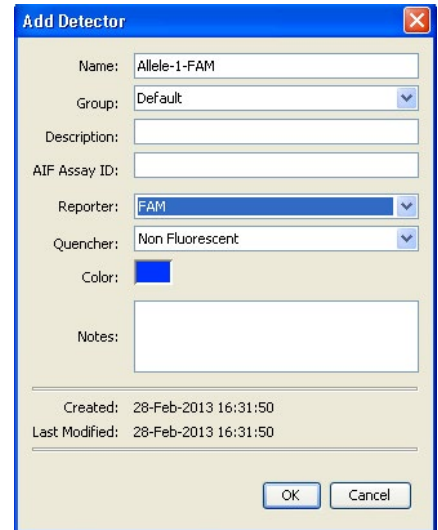 Add Detector
Name: Allele-1-FAM
Group: Default
Description:
AIF Assay ID:
Reporter: FAM
Quencher: Non Fluorescent
Color:
Notes:
Created: 28-Feb-2013 16:31:50
Last Modified: 28-Feb-2013 16:31:50
OK Cancel